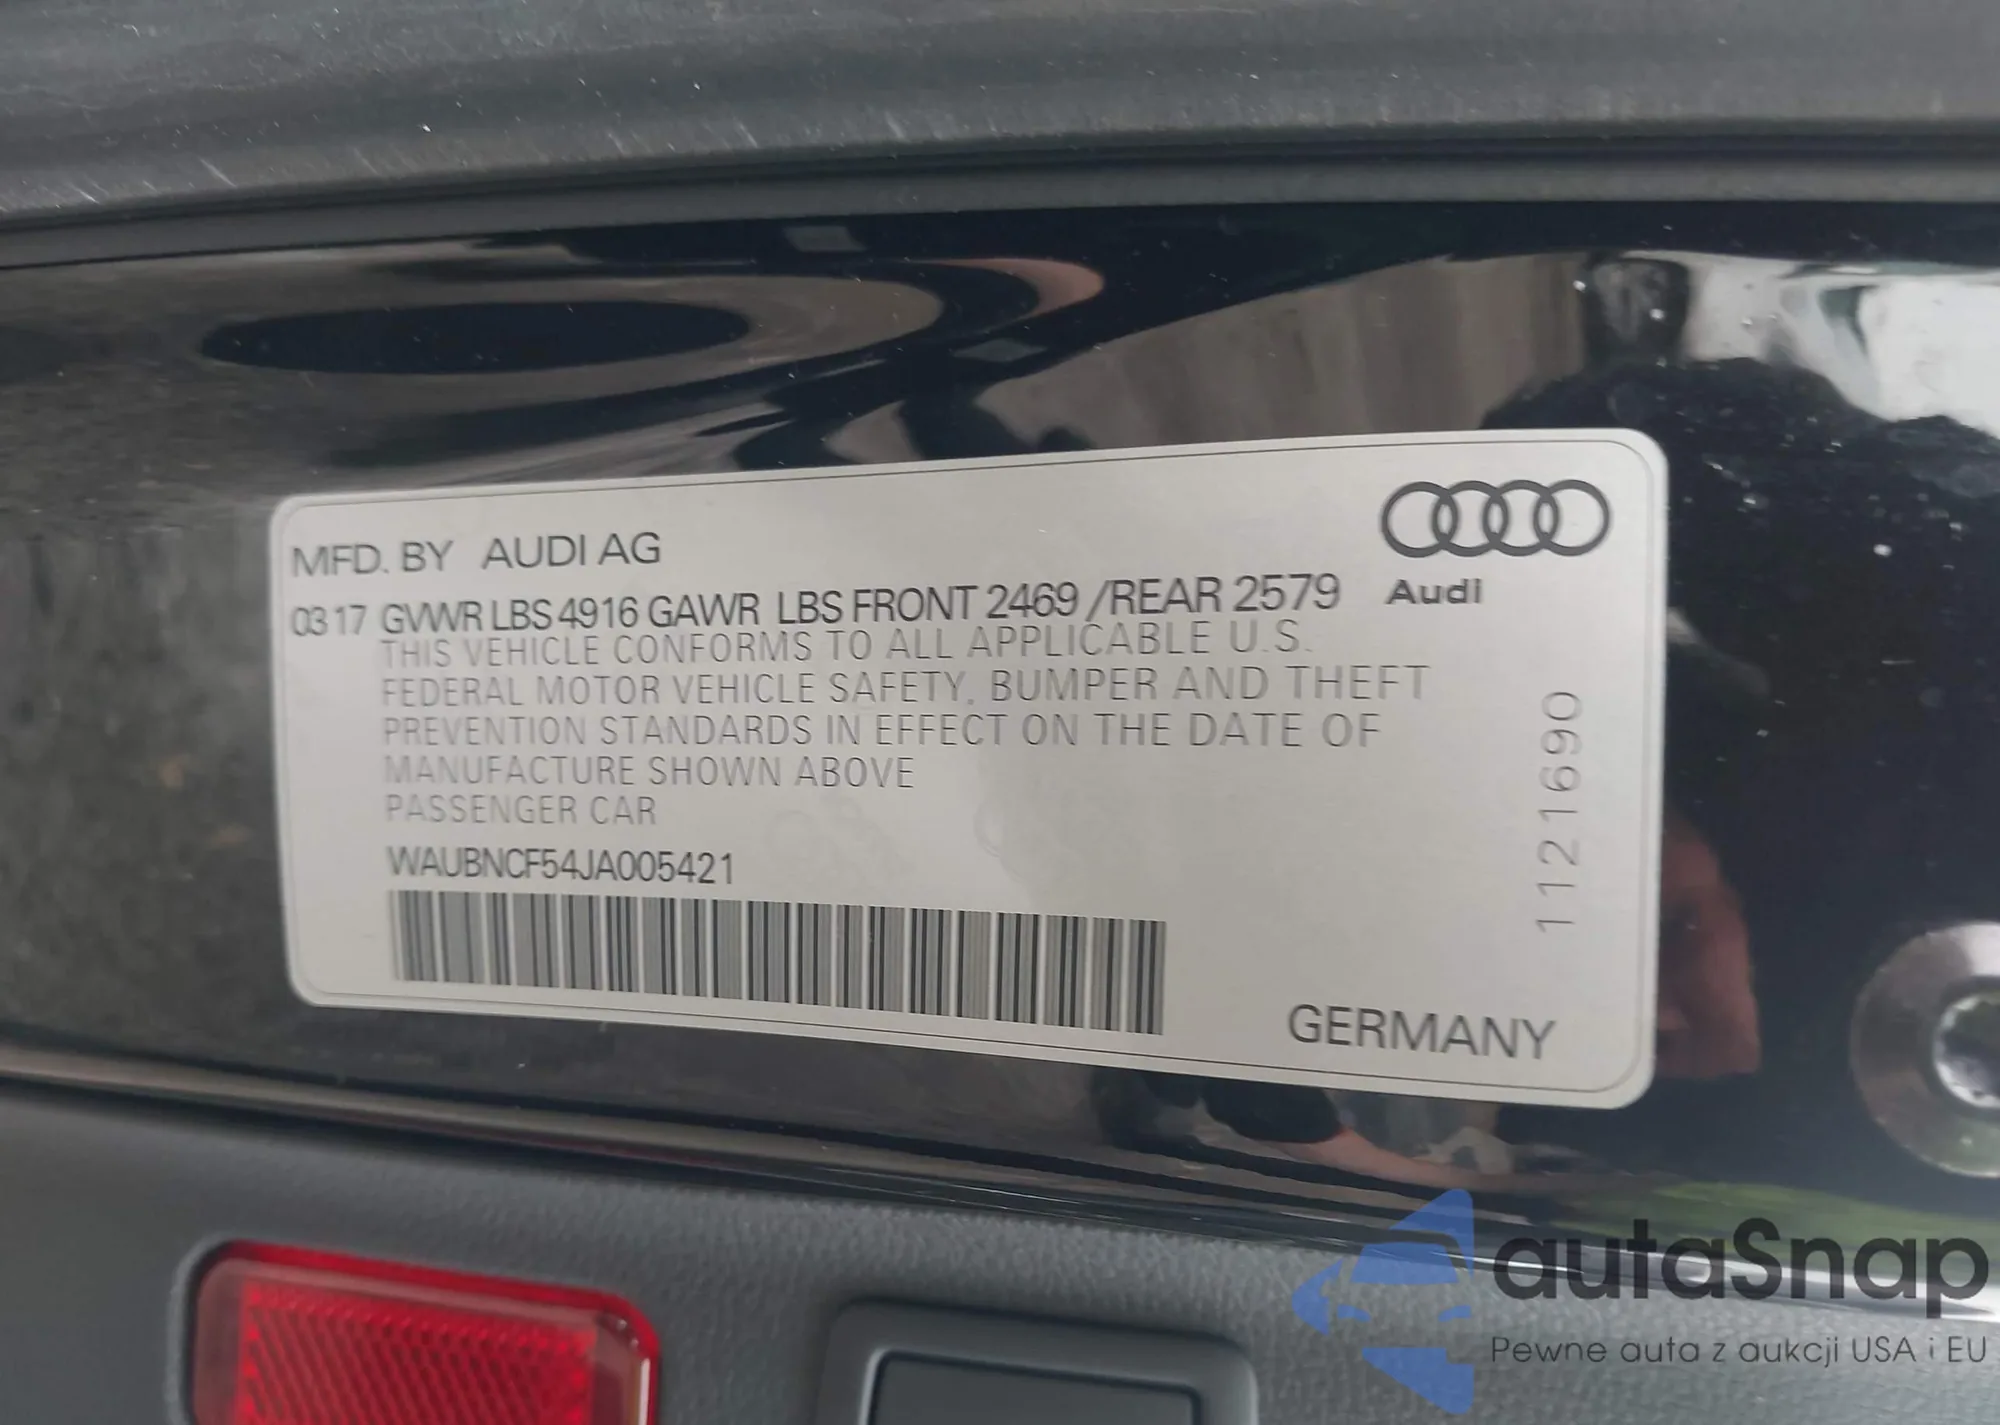 MFD. BY AUDI AG
Audi
03 17 GVWR LBS 4916 GAWR LBS FRONT 2469 /REAR 2579
THIS VEHICLE CONFORMS TO ALL APPLICABLE U.S.
FEDERAL MOTOR VEHICLE SAFETY, BUMPER AND THEFT
PREVENTION STANDARDS IN EFFECT ON THE DATE OF
MANUFACTURE SHOWN ABOVE
PASSENGER CAR
WAUBNCF54JA005421
1121690
GERMANY
autaSnap
Pewne auta z aukcji USA i EU